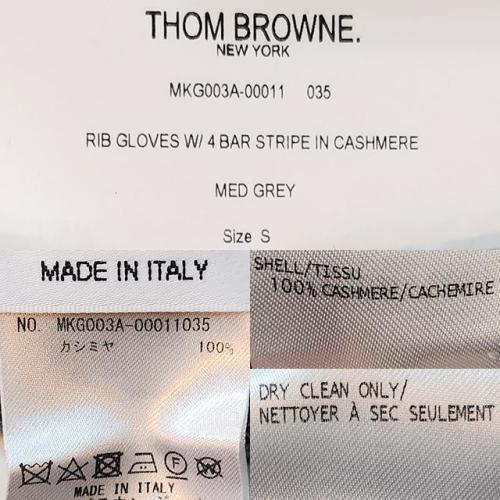 THOM BROWNE.
NEW YORK
MKG003A-00011 035
RIB GLOVES W/ 4 BAR STRIPE IN CASHMERE
MED GREY
Size S
MADE IN ITALY
NO. MKG003A-00011035
カシミヤ 100%
MADE IN ITALY
SHELL/TISSU
100% CASHMERE/CACHEMIRE
DRY CLEAN ONLY/
NETTOYER À SEC SEULEMENT